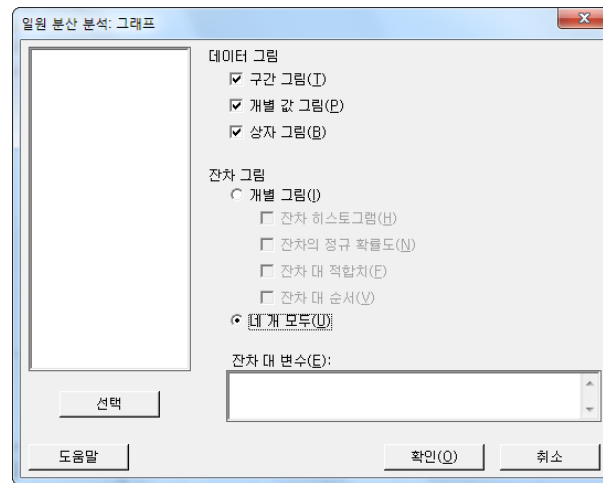 일원 분산 분석: 그래프
데이터 그림
구간 그림(T)
개별 값 그림(P)
상자 그림(B)
잔차 그림
개별 그림(I)
잔차 히스토그램(H)
잔차의 정규 확률도(N)
잔차 대 적합치(F)
잔차 대 순서(V)
네 개 모두(U)
잔차 대 변수(E):
선택
도움말
확인(O)
취소